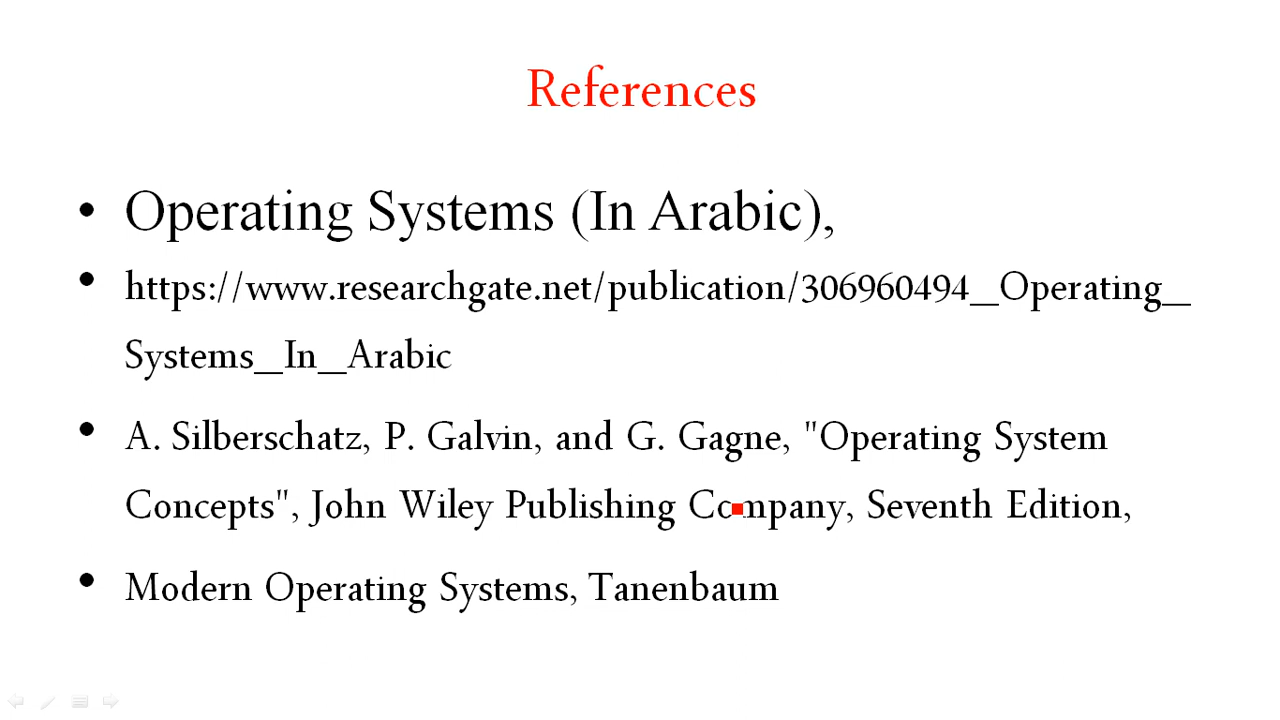 References
• Operating Systems (In Arabic),
• https://www.researchgate.net/publication/306960494_Operating_
Systems_In_Arabic
• A. Silberschatz, P. Galvin, and G. Gagne, "Operating System
Concepts", John Wiley Publishing Company, Seventh Edition,
• Modern Operating Systems, Tanenbaum